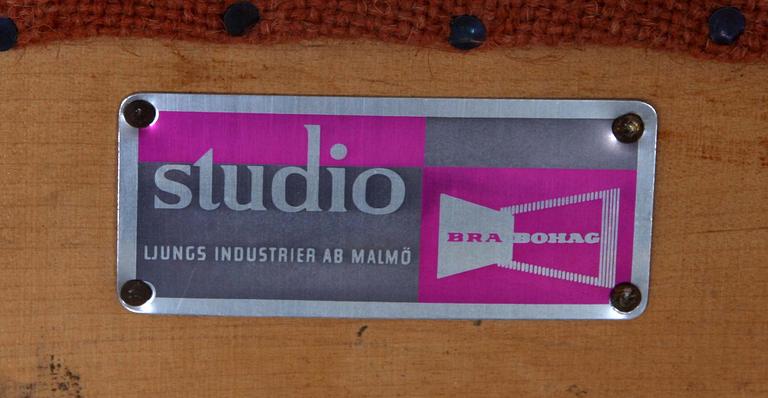 studio
LJUNGS INDUSTRIER AB MALMÖ
BRA BOHAG